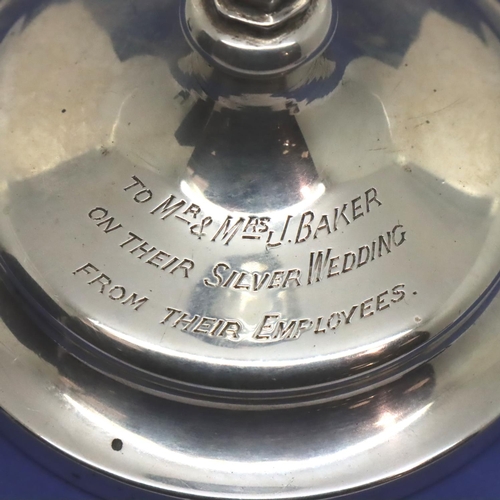 TO MR & MRS J. BAKER
ON THEIR SILVER WEDDING
FROM THEIR EMPLOYEES.